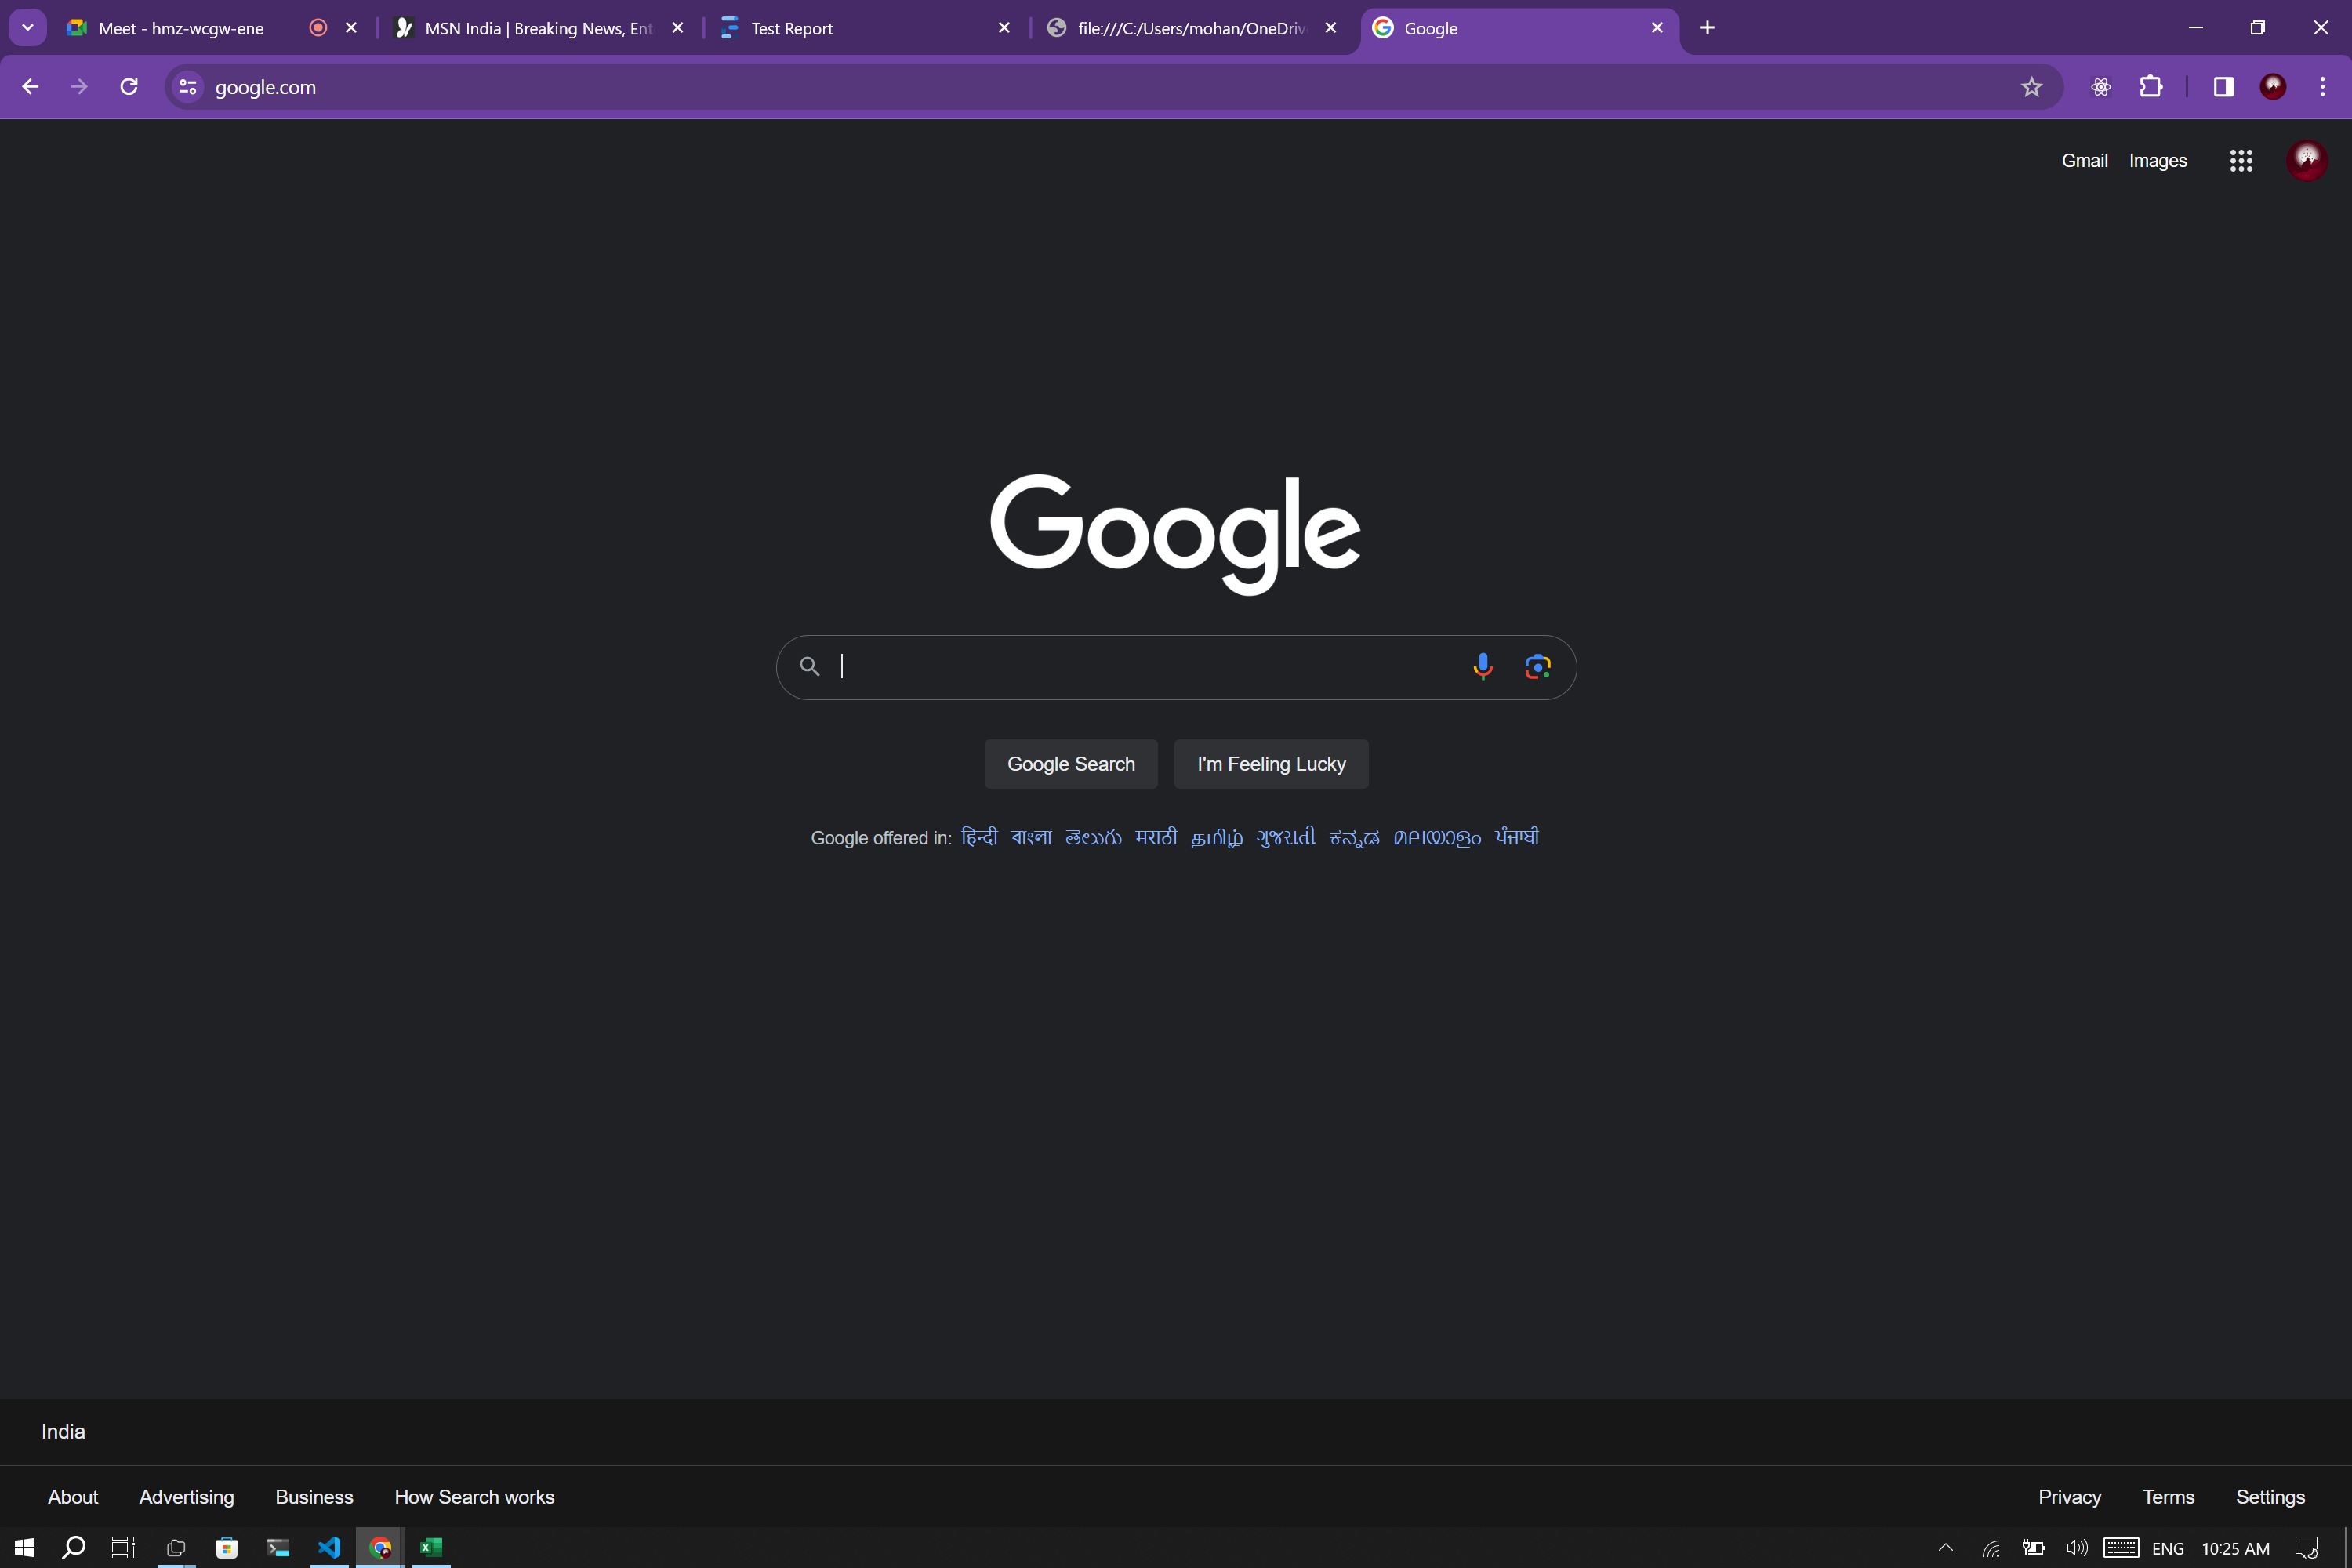 Meet - hmz-wcgw-ene
MSN India | Breaking News, Ent
Test Report
file:///C:/Users/mohan/OneDriv
Google
google.com
Gmail Images
Google
Google Search I'm Feeling Lucky
Google offered in: हिन्दी বাংলা తెలుగు मराठी தமிழ் ગુજરાતી ಕನ್ನಡ മലയാളം ਪੰਜਾਬੀ
India
About Advertising Business How Search works Privacy Terms Settings
ENG 10:25 AM